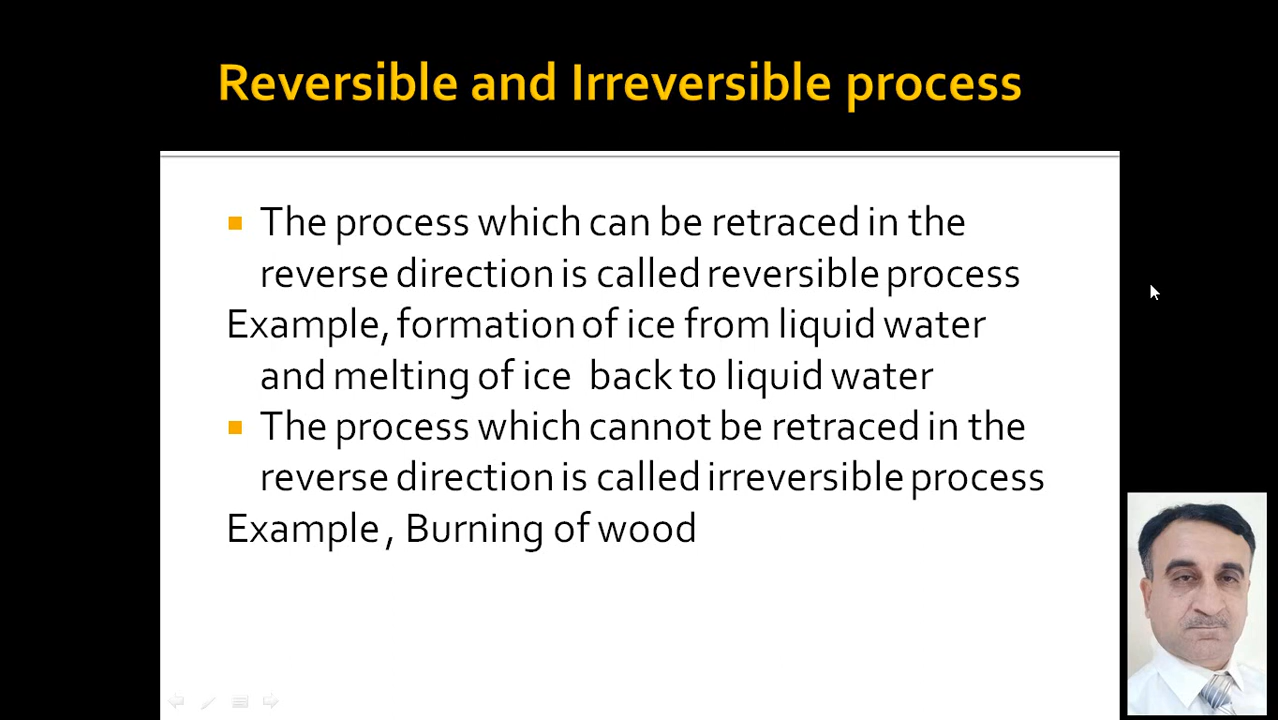 Reversible and Irreversible process
The process which can be retraced in the
reverse direction is called reversible process
Example, formation of ice from liquid water
and melting of ice back to liquid water
The process which cannot be retraced in the
reverse direction is called irreversible process
Example , Burning of wood